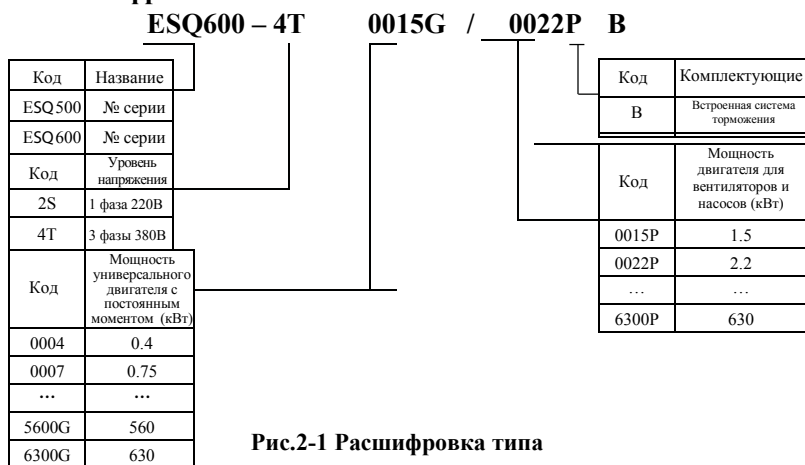 ESQ600 – 4T 0015G / 0022P B
Код Название
ESQ500 № серии
ESQ600 № серии
Код Уровень
напряжения
2S 1 фаза 220В
4T 3 фазы 380В
Код Мощность
универсального
двигателя с
постоянным
моментом (кВт)
0004 0.4
0007 0.75
... ...
5600G 560
6300G 630
Код Комплектующие
B Встроенная система
торможения
Код Мощность
двигателя для
вентиляторов и
насосов (кВт)
0015P 1.5
0022P 2.2
... ...
6300P 630
Рис.2-1 Расшифровка типа